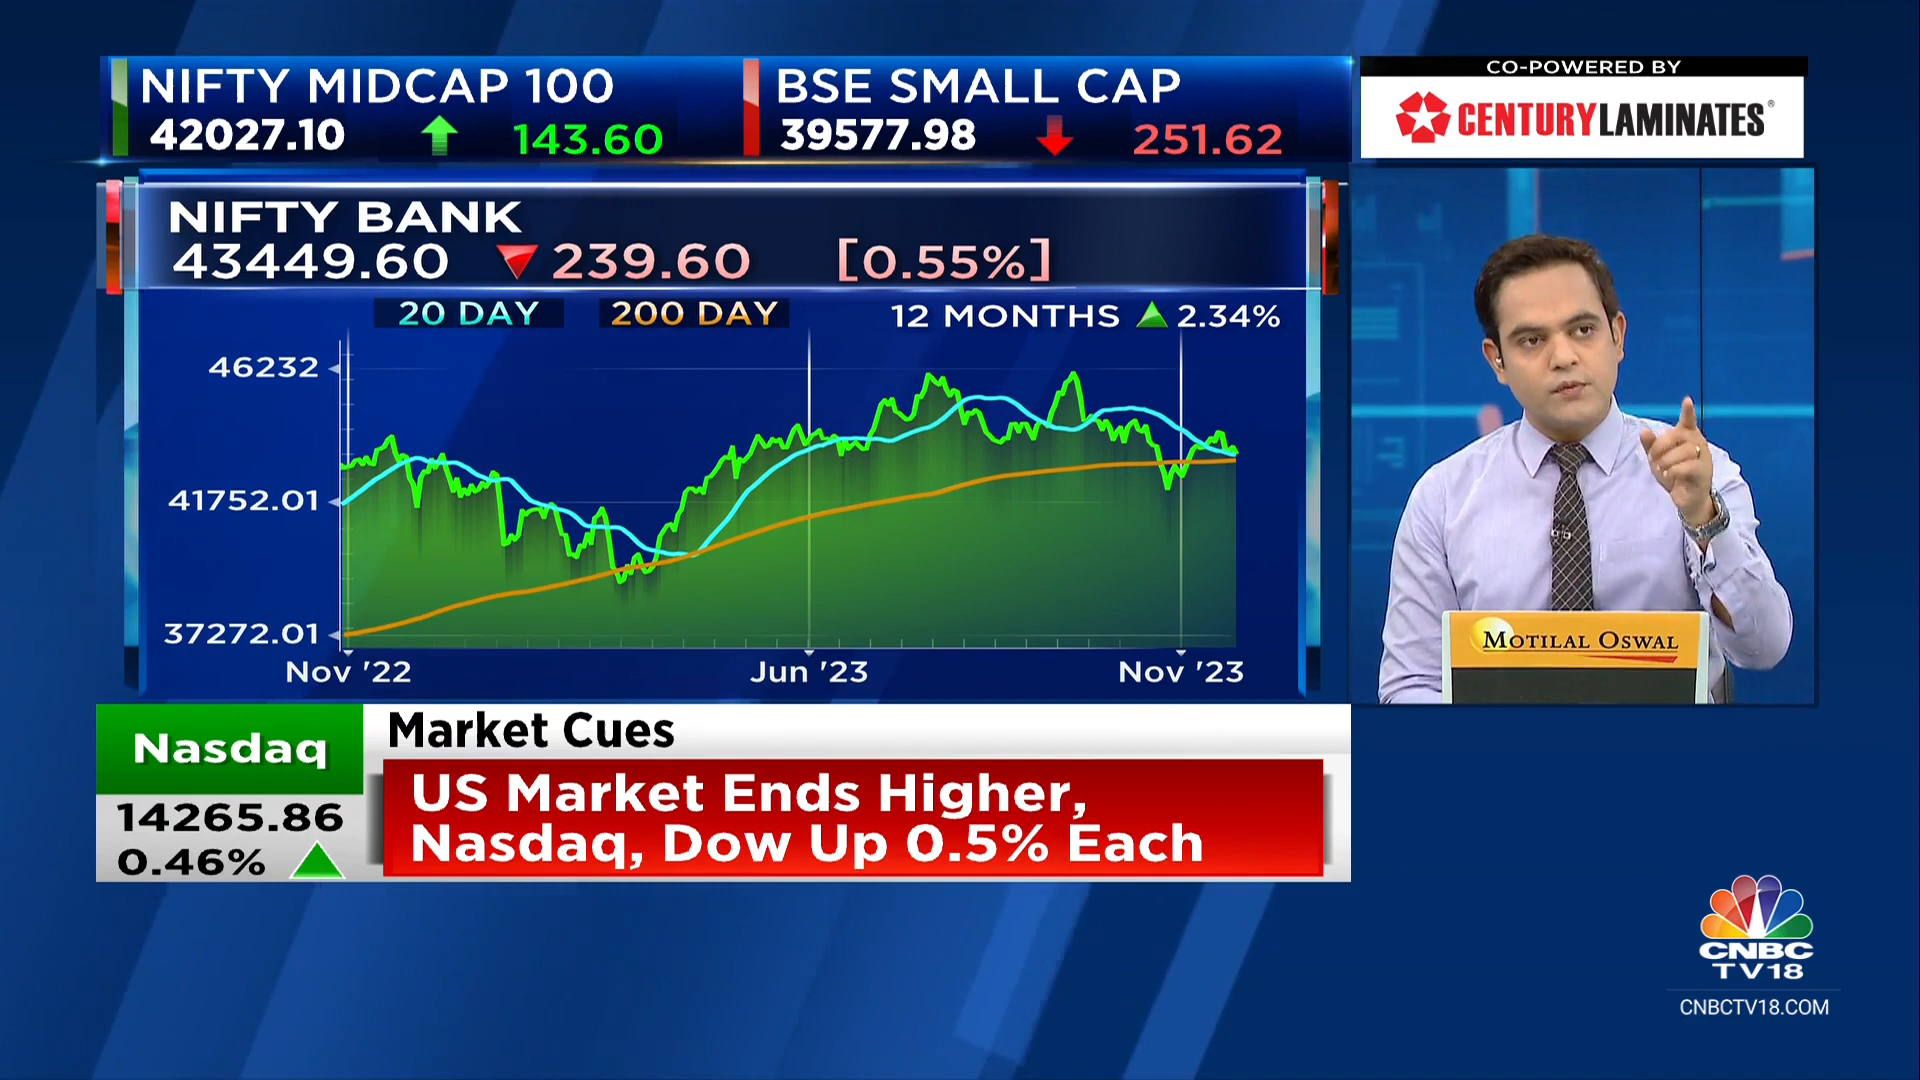 NIFTY MIDCAP 100
42027.10 143.60
BSE SMALL CAP
39577.98 251.62
CO-POWERED BY
CENTURYLAMINATES®
NIFTY BANK
43449.60 239.60 [0.55%]
20 DAY 200 DAY 12 MONTHS 2.34%
46232
41752.01
37272.01
Nov '22 Jun '23 Nov '23
MOTILAL OSWAL
Nasdaq
14265.86
0.46%
Market Cues
US Market Ends Higher,
Nasdaq, Dow Up 0.5% Each
CNBC
TV18
CNBCTV18.COM